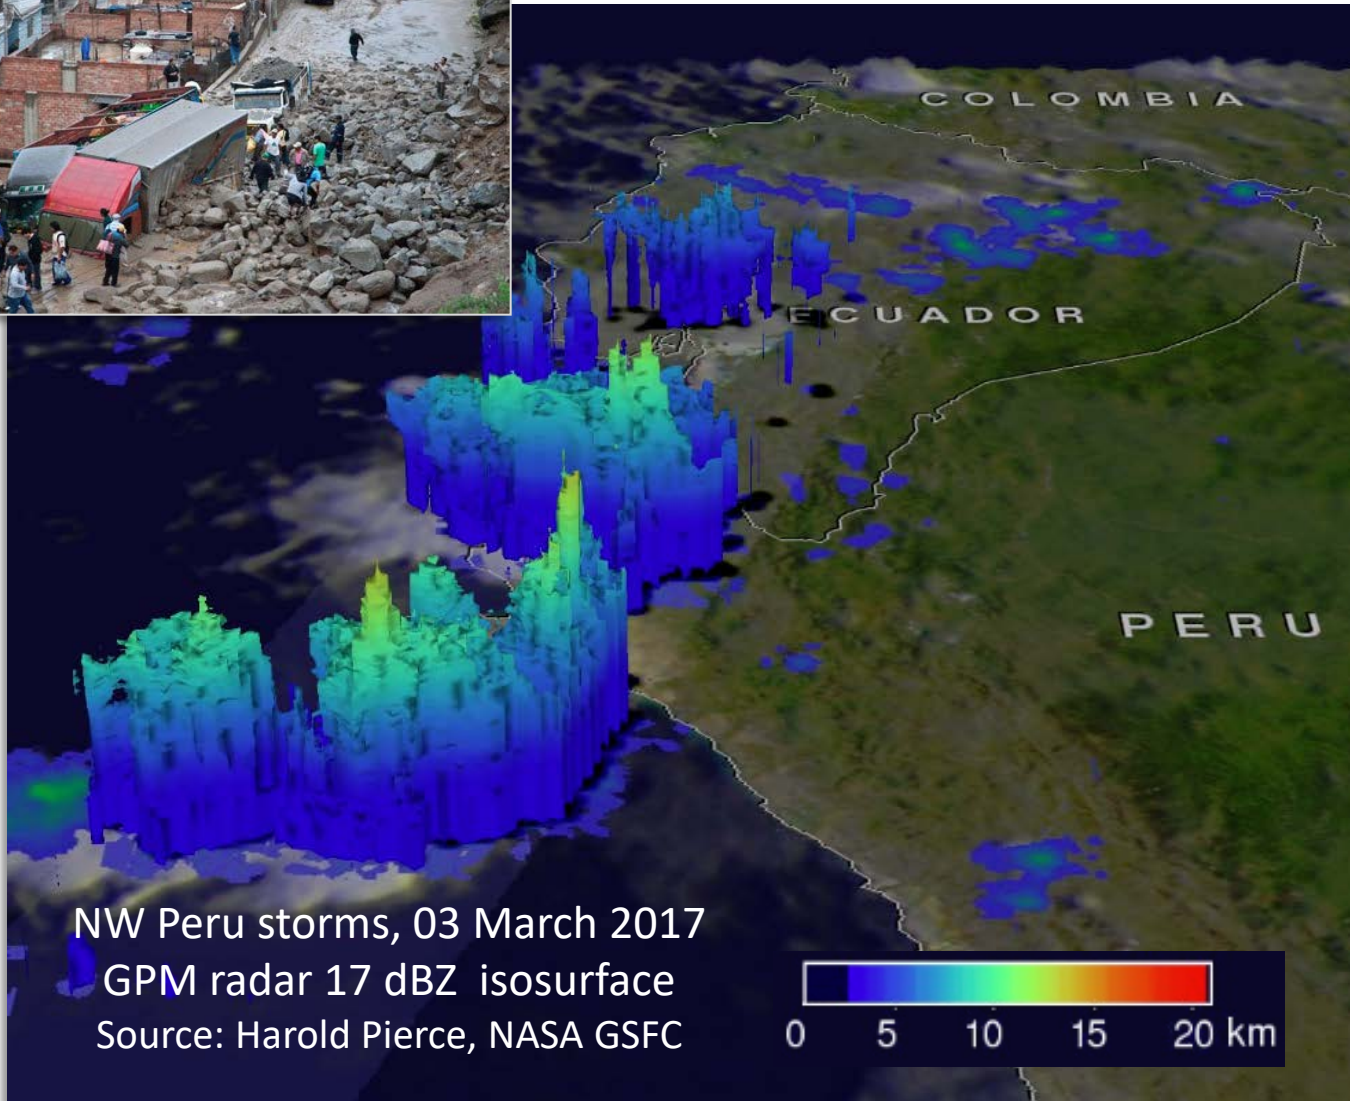 COLOMBIA
ECUADOR
PERU
NW Peru storms, 03 March 2017
GPM radar 17 dBZ isosurface
Source: Harold Pierce, NASA GSFC
0 5 10 15 20 km